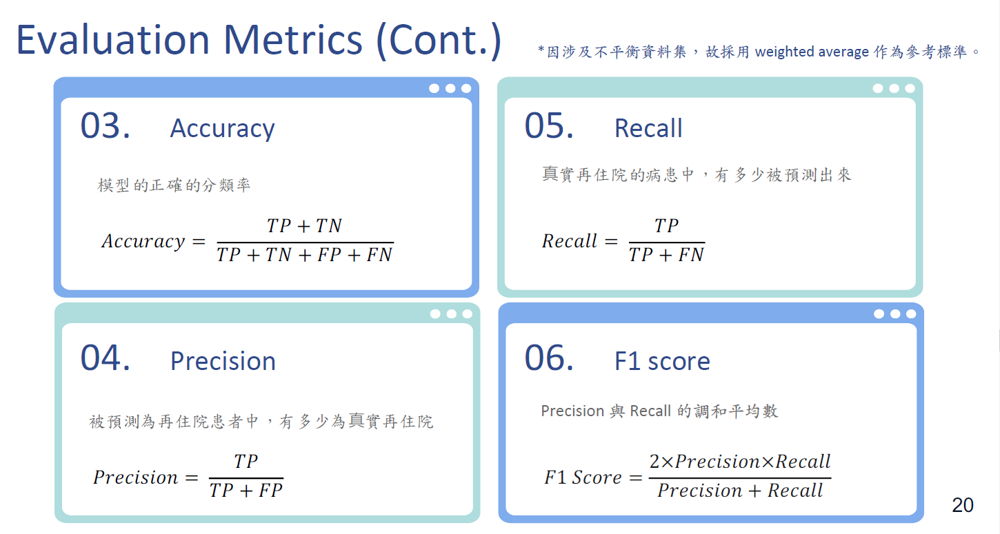 Evaluation Metrics (Cont.)
*因涉及不平衡資料集，故採用 weighted average 作為參考標準。
03. Accuracy
模型的正確的分類率
Accuracy = \frac{TP + TN}{TP + TN + FP + FN}
04. Precision
被預測為再住院患者中，有多少為真實再住院
Precision = \frac{TP}{TP + FP}
05. Recall
真實再住院的病患中，有多少被預測出來
Recall = \frac{TP}{TP + FN}
06. F1 score
Precision 與 Recall 的調和平均數
F1 Score = \frac{2×Precision×Recall}{Precision + Recall}
20